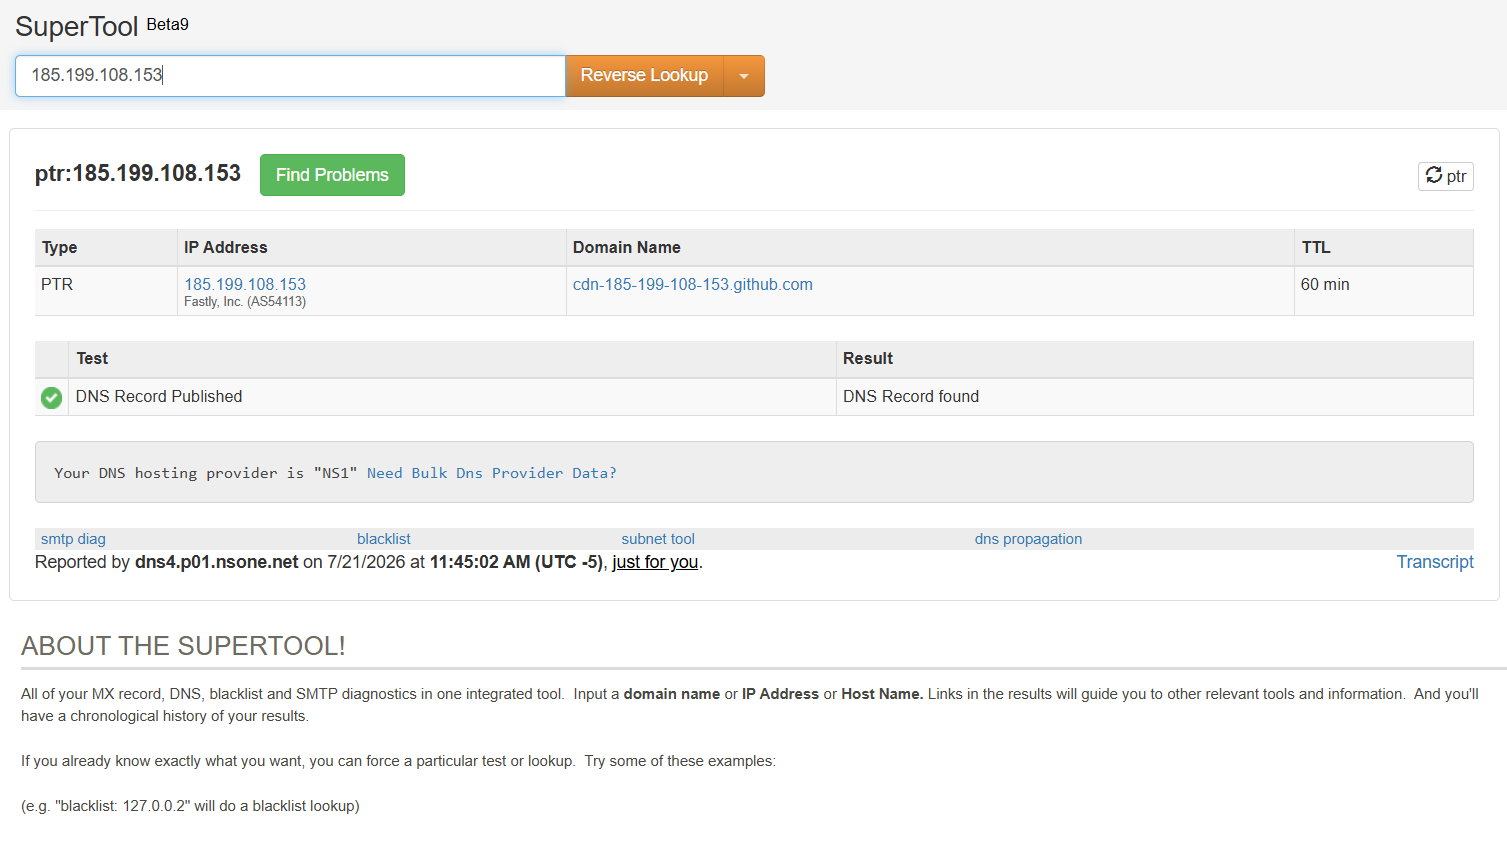 SuperTool Beta9
185.199.108.153
Reverse Lookup
ptr:185.199.108.153
Find Problems
ptr
Type IP Address Domain Name TTL
PTR 185.199.108.153 cdn-185-199-108-153.github.com 60 min
Fastly, Inc. (AS54113)
Test Result
DNS Record Published DNS Record found
Your DNS hosting provider is "NS1" Need Bulk Dns Provider Data?
smtp diag blacklist subnet tool dns propagation
Reported by dns4.p01.nsone.net on 7/21/2026 at 11:45:02 AM (UTC -5), just for you. Transcript
ABOUT THE SUPERTOOL!
All of your MX record, DNS, blacklist and SMTP diagnostics in one integrated tool.  Input a domain name or IP Address or Host Name. Links in the results will guide you to other relevant tools and information.  And you'll
have a chronological history of your results.
If you already know exactly what you want, you can force a particular test or lookup.  Try some of these examples:
(e.g. "blacklist: 127.0.0.2" will do a blacklist lookup)